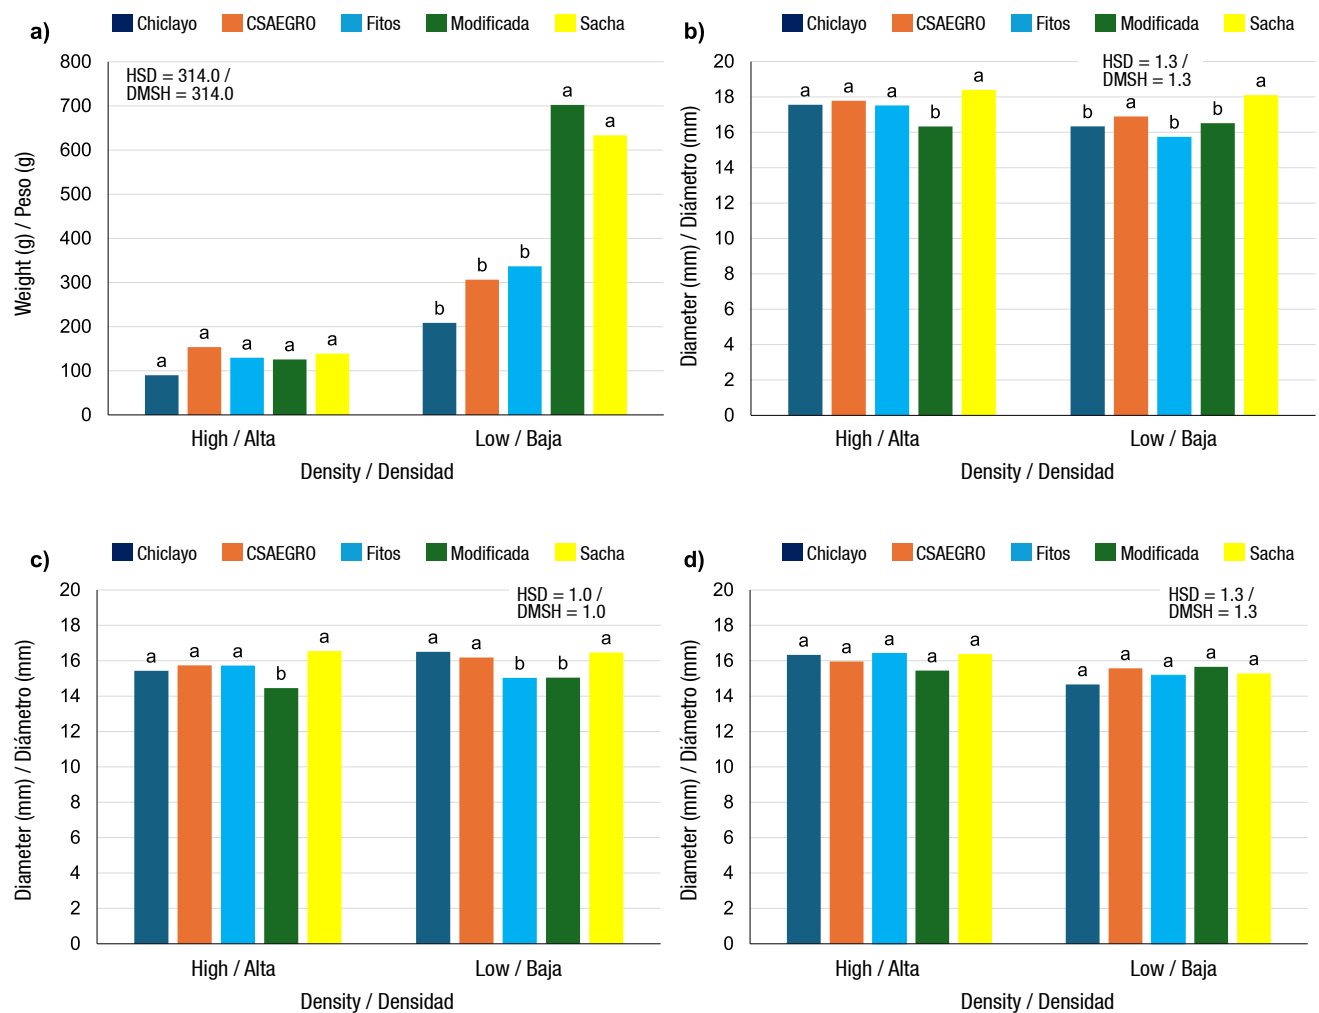 a)
Chiclayo CSAEGRO Fitos Modificada Sacha
HSD = 314.0 /
DMSH = 314.0
Weight (g) / Peso (g)
800
700
600
500
400
300
200
100
0
a a a a a
b b b a a
High / Alta Low / Baja
Density / Densidad
b)
Chiclayo CSAEGRO Fitos Modificada Sacha
HSD = 1.3 /
DMSH = 1.3
Diameter (mm) / Diámetro (mm)
20
18
16
14
12
10
8
6
4
2
0
a a a b a
b a b b a
High / Alta Low / Baja
Density / Densidad
c)
Chiclayo CSAEGRO Fitos Modificada Sacha
HSD = 1.0 /
DMSH = 1.0
Diameter (mm) / Diámetro (mm)
20
18
16
14
12
10
8
6
4
2
0
a a a b a
a a b b a
High / Alta Low / Baja
Density / Densidad
d)
Chiclayo CSAEGRO Fitos Modificada Sacha
HSD = 1.3 /
DMSH = 1.3
Diameter (mm) / Diámetro (mm)
20
18
16
14
12
10
8
6
4
2
0
a a a a a
a a a a a
High / Alta Low / Baja
Density / Densidad